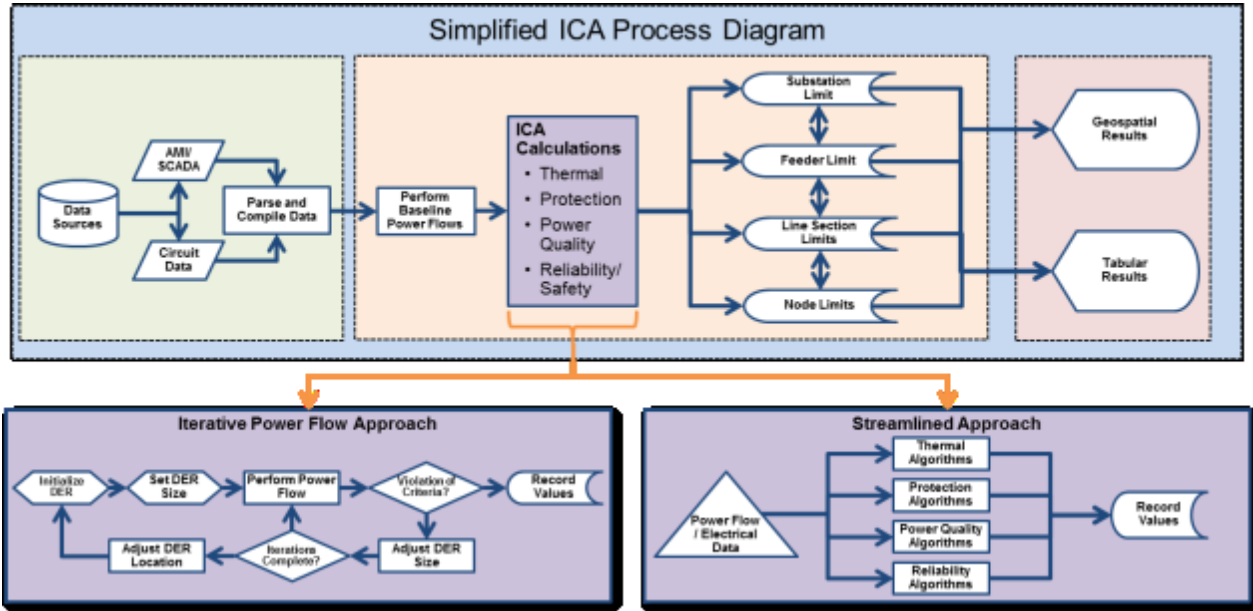 Simplified ICA Process Diagram
AMI/
SCADA
Data
Sources
Circuit Data
Parse and
Compile Data
Perform
Baseline
Power Flows
ICA
Calculations
• Thermal
• Protection
• Power
Quality
• Reliability/
Safety
Substation
Limit
Feeder Limit
Line Section
Limits
Node Limits
Geospatial
Results
Tabular
Results
Iterative Power Flow Approach
Initialize
DER
Set DER
Size
Perform Power
Flow
Violation of
Criteria?
Record
Values
Adjust DER
Location
Iterations
Complete?
Adjust DER
Size
Streamlined Approach
Power Flow
/ Electrical
Data
Thermal
Algorithms
Protection
Algorithms
Power Quality
Algorithms
Reliability
Algorithms
Record
Values